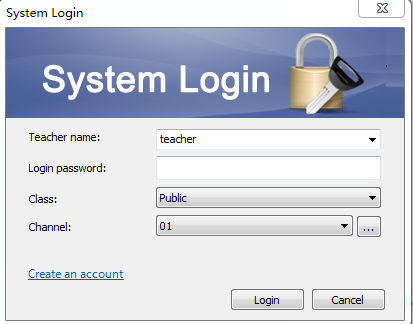 System Login
System Login
Teacher name:
teacher
Login password:
Class:
Public
Channel:
01
...
Create an account
Login
Cancel